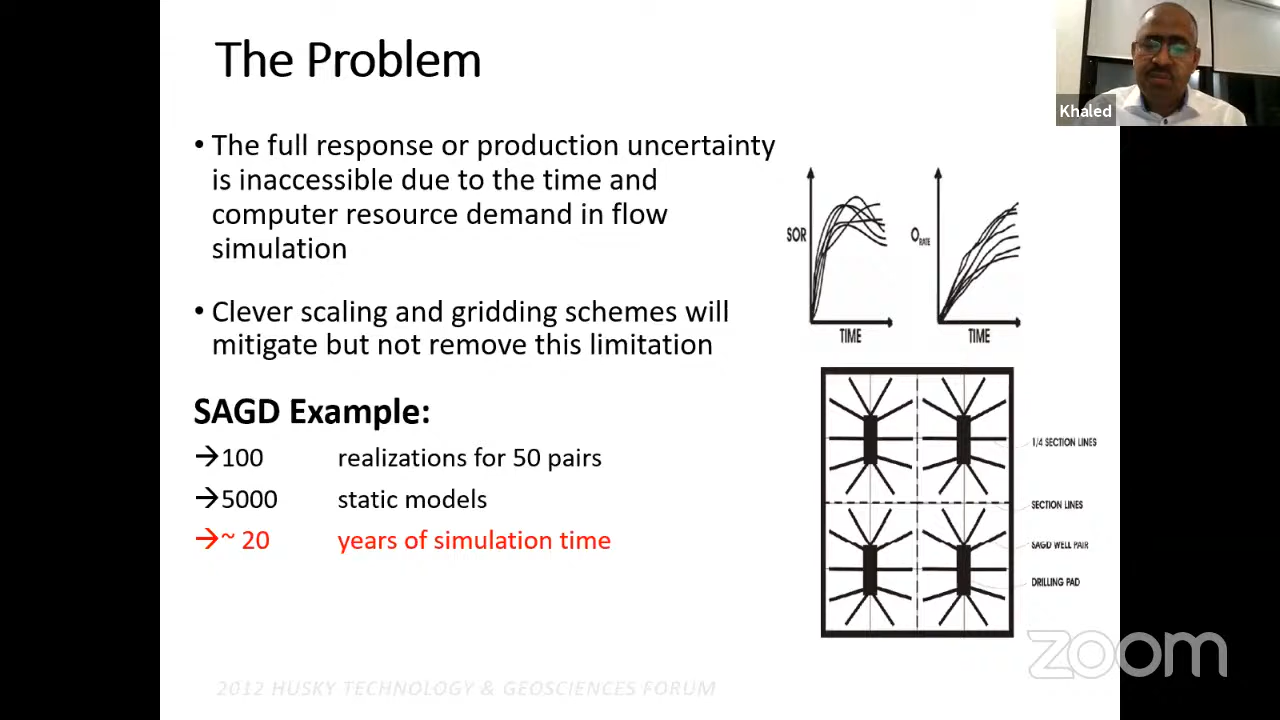 The Problem
Khaled
• The full response or production uncertainty
is inaccessible due to the time and
computer resource demand in flow
simulation
• Clever scaling and gridding schemes will
mitigate but not remove this limitation
SAGD Example:
→100 realizations for 50 pairs
→5000 static models
→~ 20 years of simulation time
SOR
TIME
O RATE
TIME
1/4 SECTION LINES
SECTION LINES
SAGD WELL PAIR
DRILLING PAD
zoom
2012 HUSKY TECHNOLOGY & GEOSCIENCES FORUM